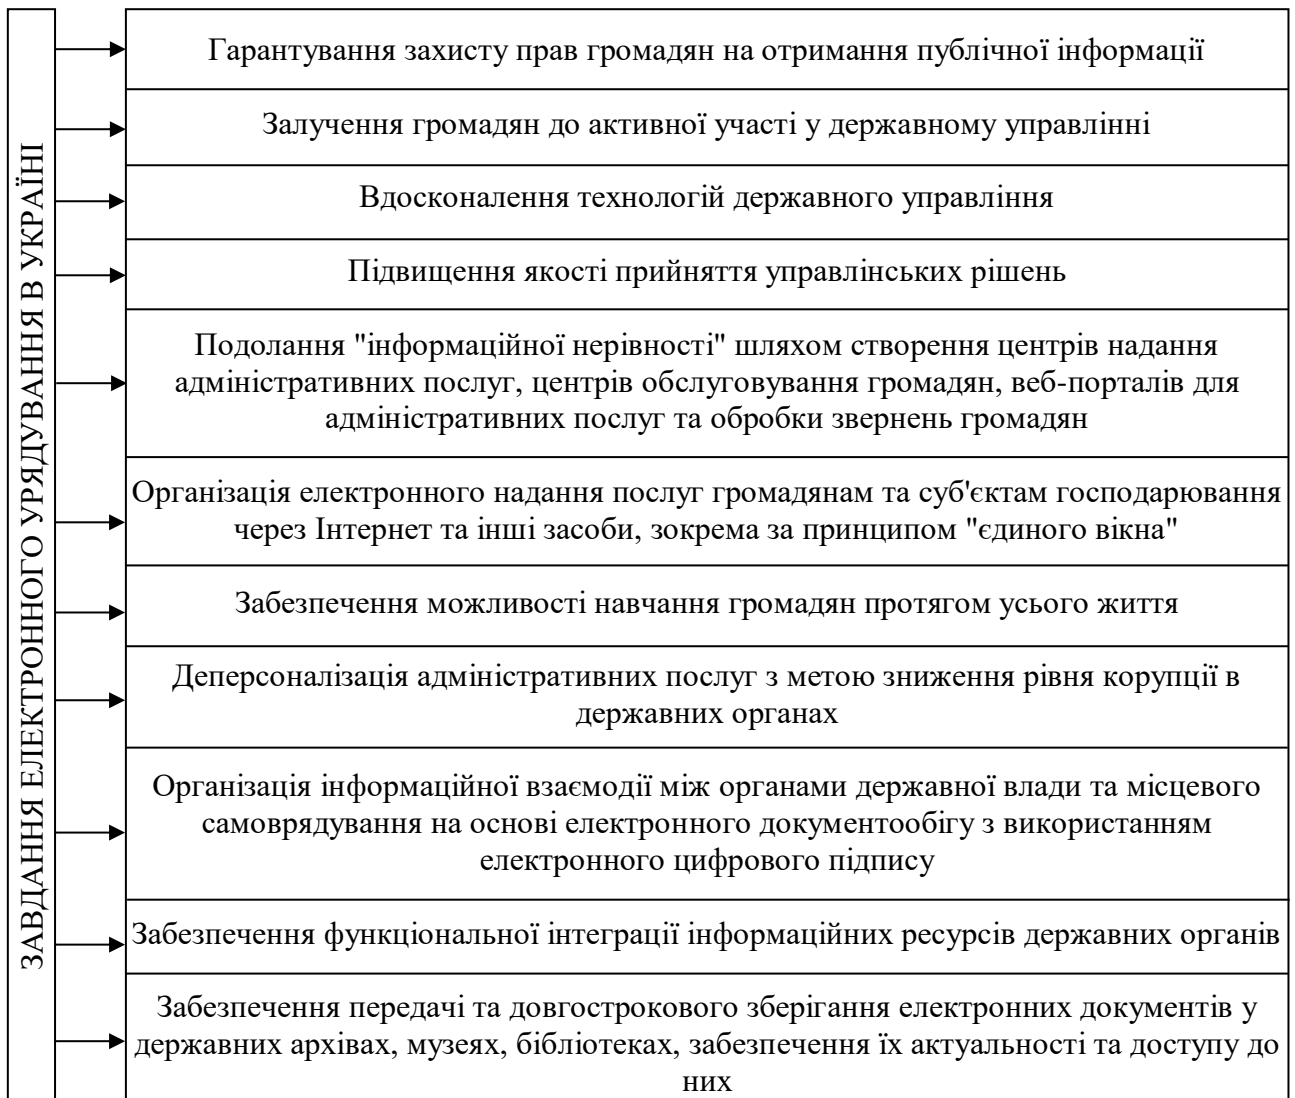 ЗАВДАННЯ ЕЛЕКТРОННОГО УРЯДУВАННЯ В УКРАЇНІ
Гарантування захисту прав громадян на отримання публічної інформації
Залучення громадян до активної участі у державному управлінні
Вдосконалення технологій державного управління
Підвищення якості прийняття управлінських рішень
Подолання "інформаційної нерівності" шляхом створення центрів надання
адміністративних послуг, центрів обслуговування громадян, веб-порталів для
адміністративних послуг та обробки звернень громадян
Організація електронного надання послуг громадянам та суб'єктам господарювання
через Інтернет та інші засоби, зокрема за принципом "єдиного вікна"
Забезпечення можливості навчання громадян протягом усього життя
Деперсоналізація адміністративних послуг з метою зниження рівня корупції в
державних органах
Організація інформаційної взаємодії між органами державної влади та місцевого
самоврядування на основі електронного документообігу з використанням
електронного цифрового підпису
Забезпечення функціональної інтеграції інформаційних ресурсів державних органів
Забезпечення передачі та довгострокового зберігання електронних документів у
державних архівах, музеях, бібліотеках, забезпечення їх актуальності та доступу до
них